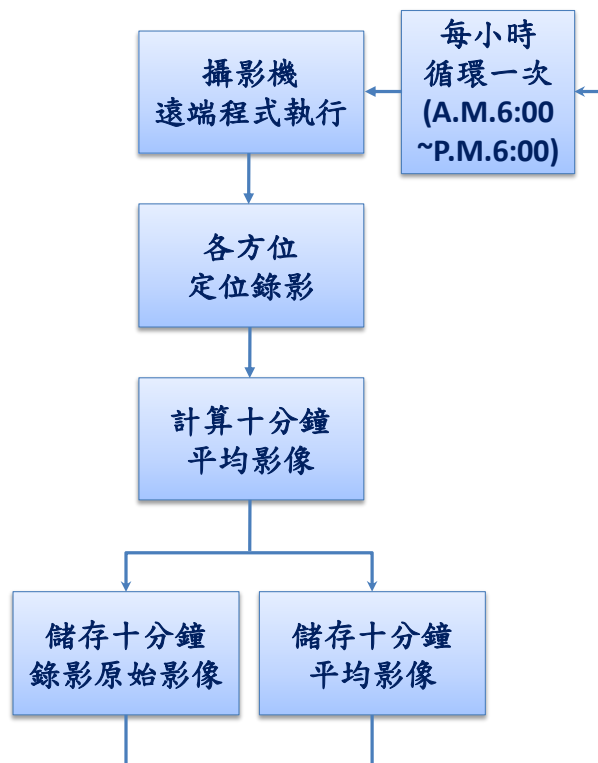 每小時
循環一次
(A.M.6:00
~P.M.6:00)
攝影機
遠端程式執行
各方位
定位錄影
計算十分鐘
平均影像
儲存十分鐘
錄影原始影像
儲存十分鐘
平均影像